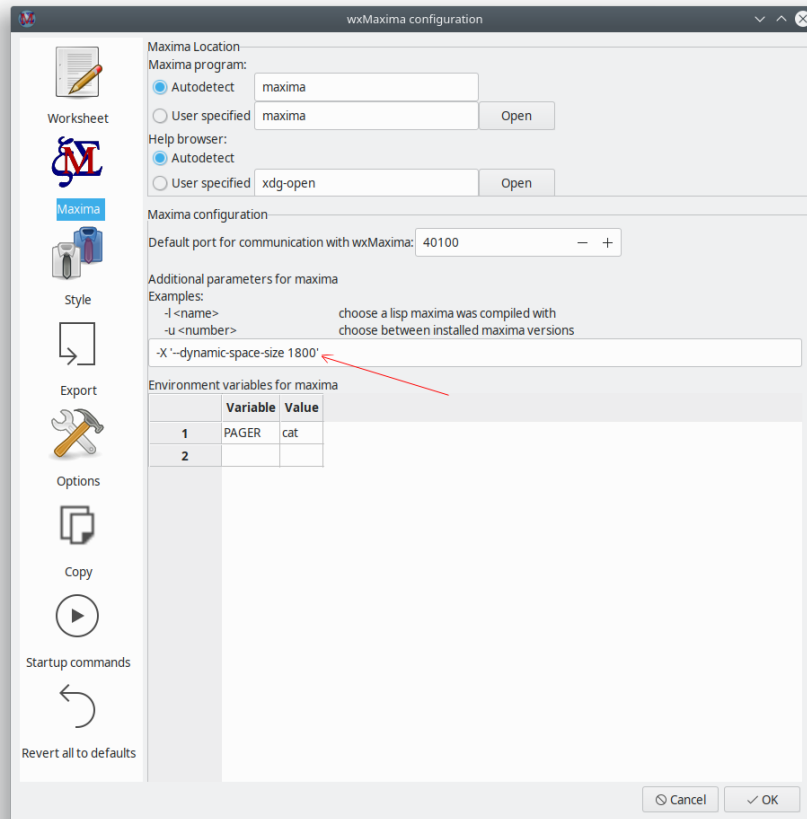 wxMaxima configuration
Worksheet
Maxima
Style
Export
Options
Copy
Startup commands
Revert all to defaults
Maxima Location
Maxima program:
Autodetect maxima
User specified maxima Open
Help browser:
Autodetect
User specified xdg-open Open
Maxima configuration
Default port for communication with wxMaxima: 40100 − +
Additional parameters for maxima
Examples:
-l <name> choose a lisp maxima was compiled with
-u <number> choose between installed maxima versions
-X '--dynamic-space-size 1800'
Environment variables for maxima
Variable Value
1 PAGER cat
2
Cancel OK